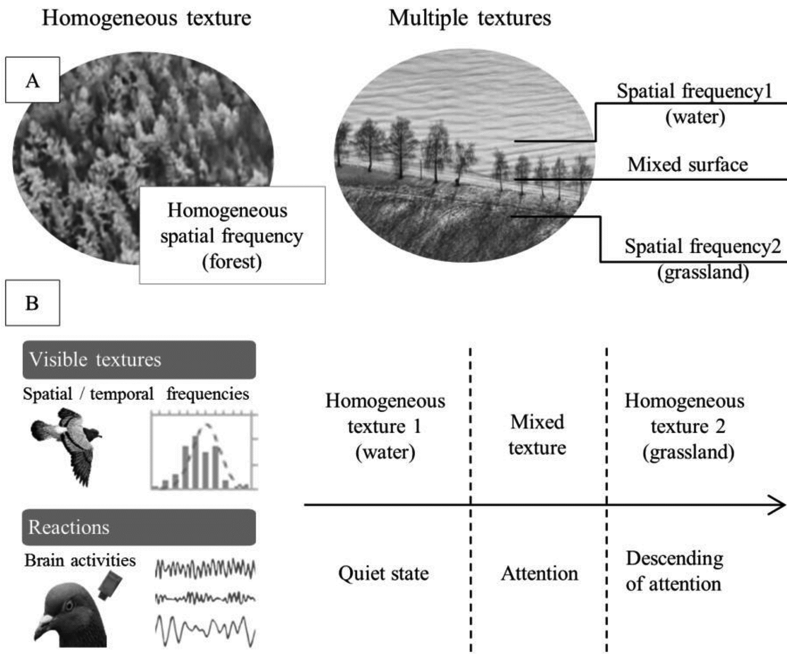 Homogeneous texture
Multiple textures
A
Homogeneous
spatial frequency
(forest)
Spatial frequency1
(water)
Mixed surface
Spatial frequency2
(grassland)
B
Visible textures
Spatial / temporal frequencies
Reactions
Brain activities
Homogeneous
texture 1
(water)
Mixed
texture
Homogeneous
texture 2
(grassland)
Quiet state
Attention
Descending
of attention